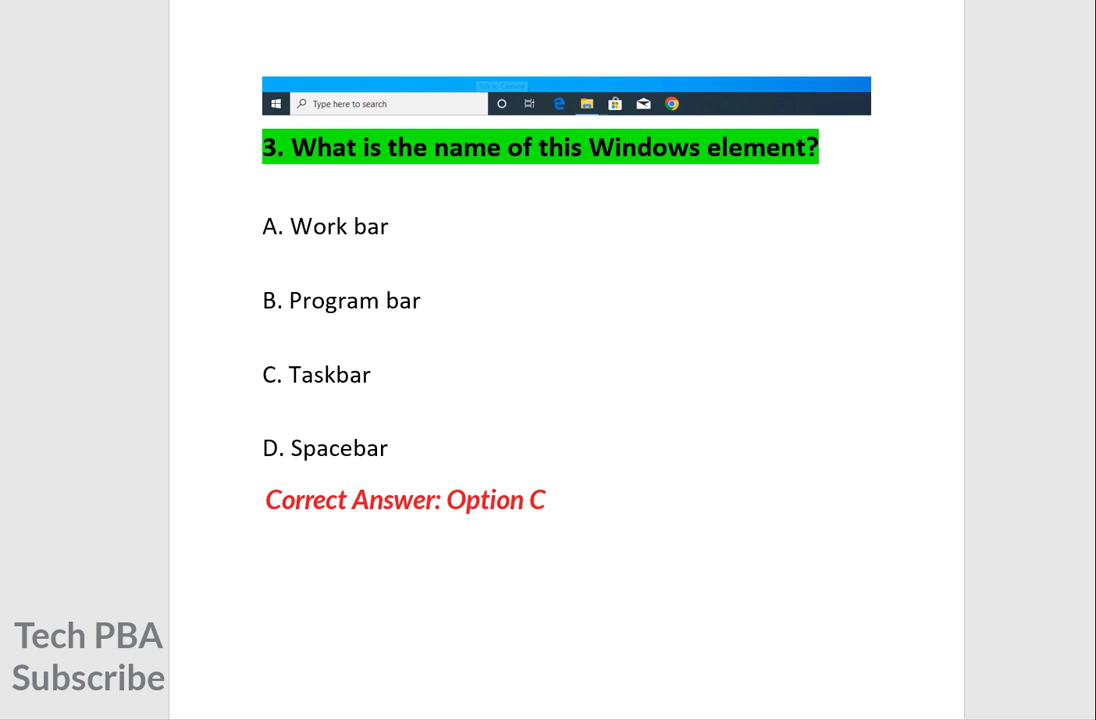 Type here to search
3. What is the name of this Windows element?
A. Work bar
B. Program bar
C. Taskbar
D. Spacebar
Correct Answer: Option C
Tech PBA
Subscribe